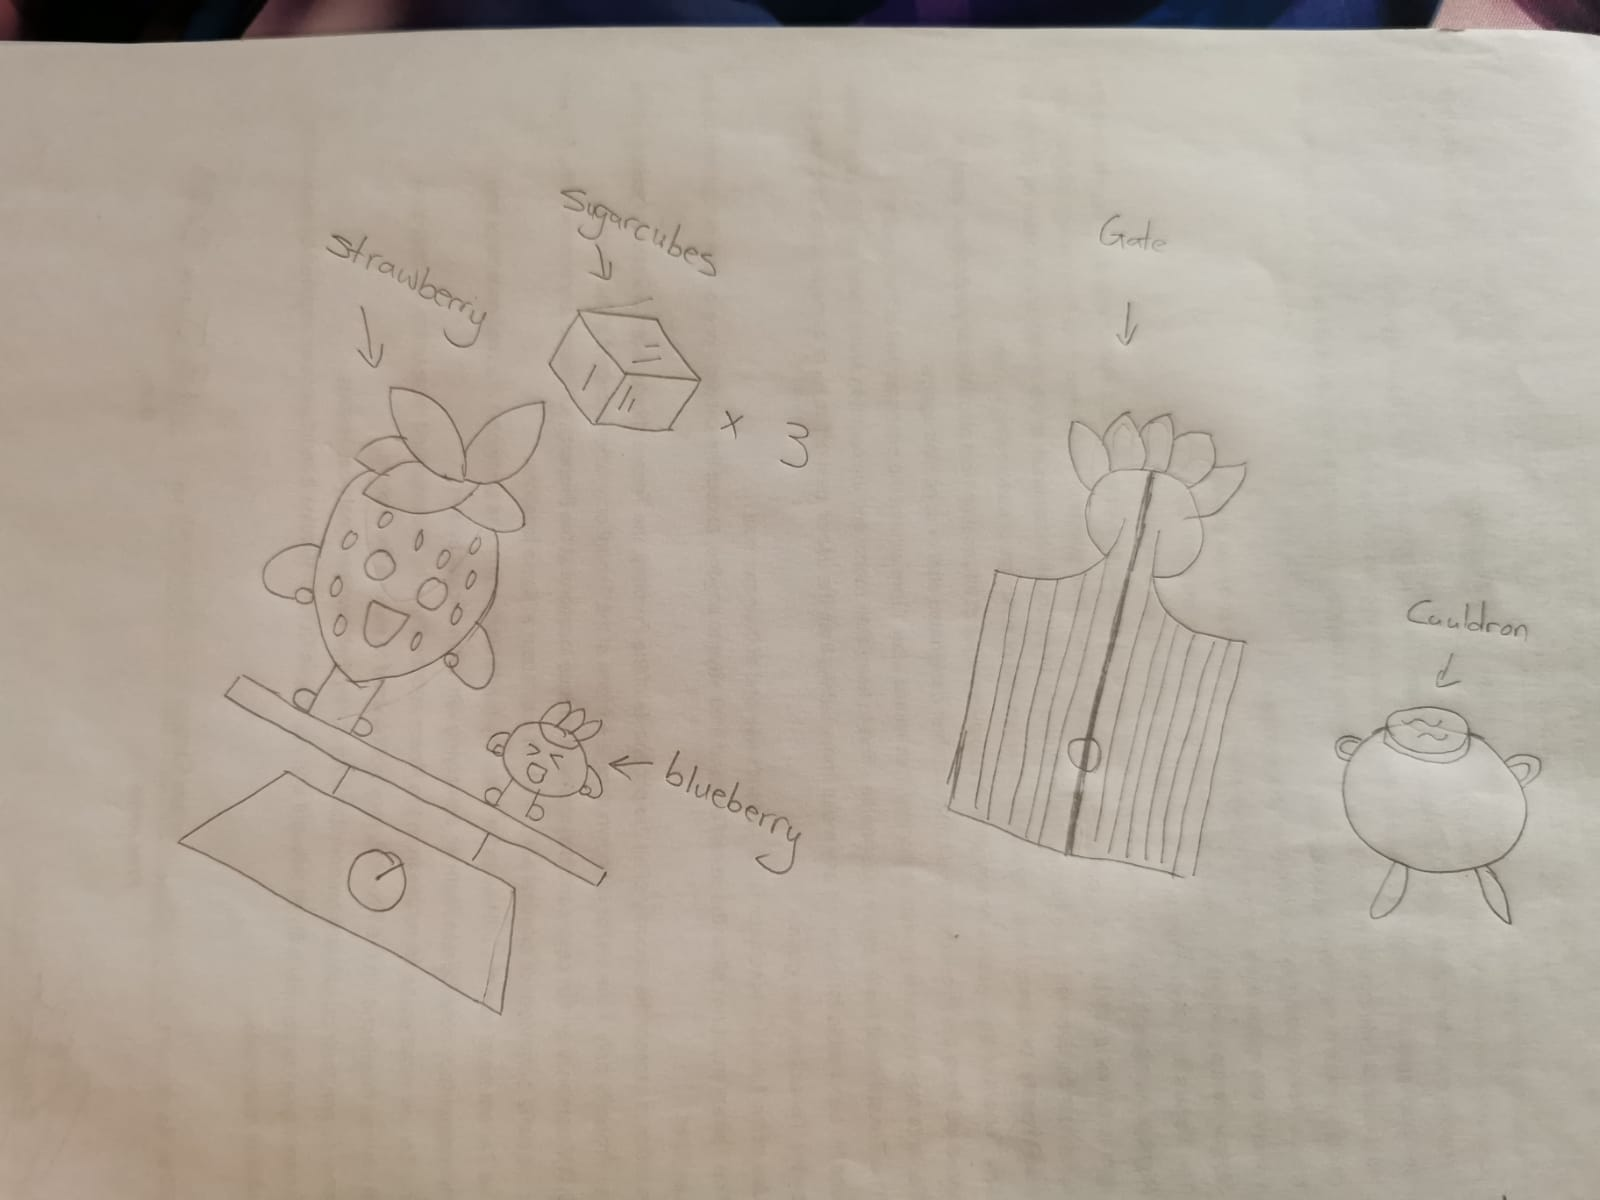 Sugarcubes
strawberry
x 3
Gate
Cauldron
blueberry